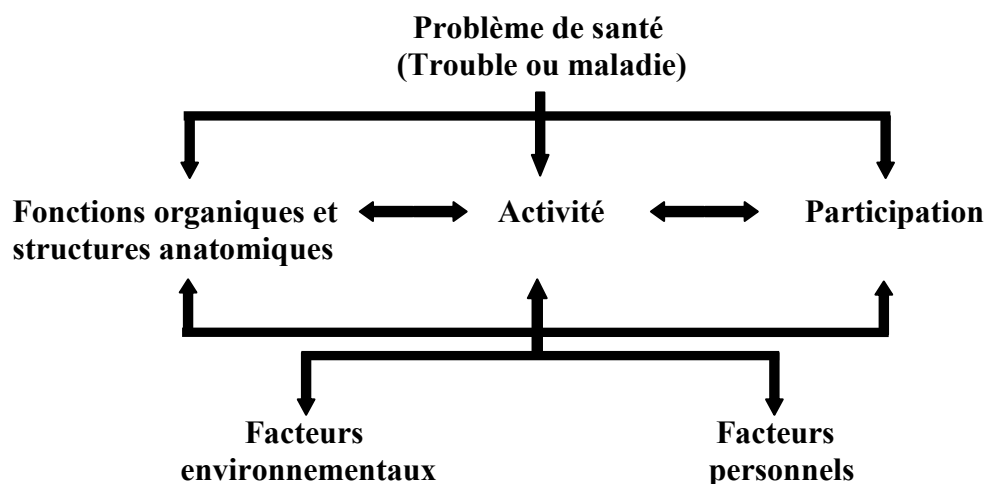 Problème de santé
(Trouble ou maladie)
Fonctions organiques et
structures anatomiques
Activité
Participation
Facteurs
environnementaux
Facteurs
personnels